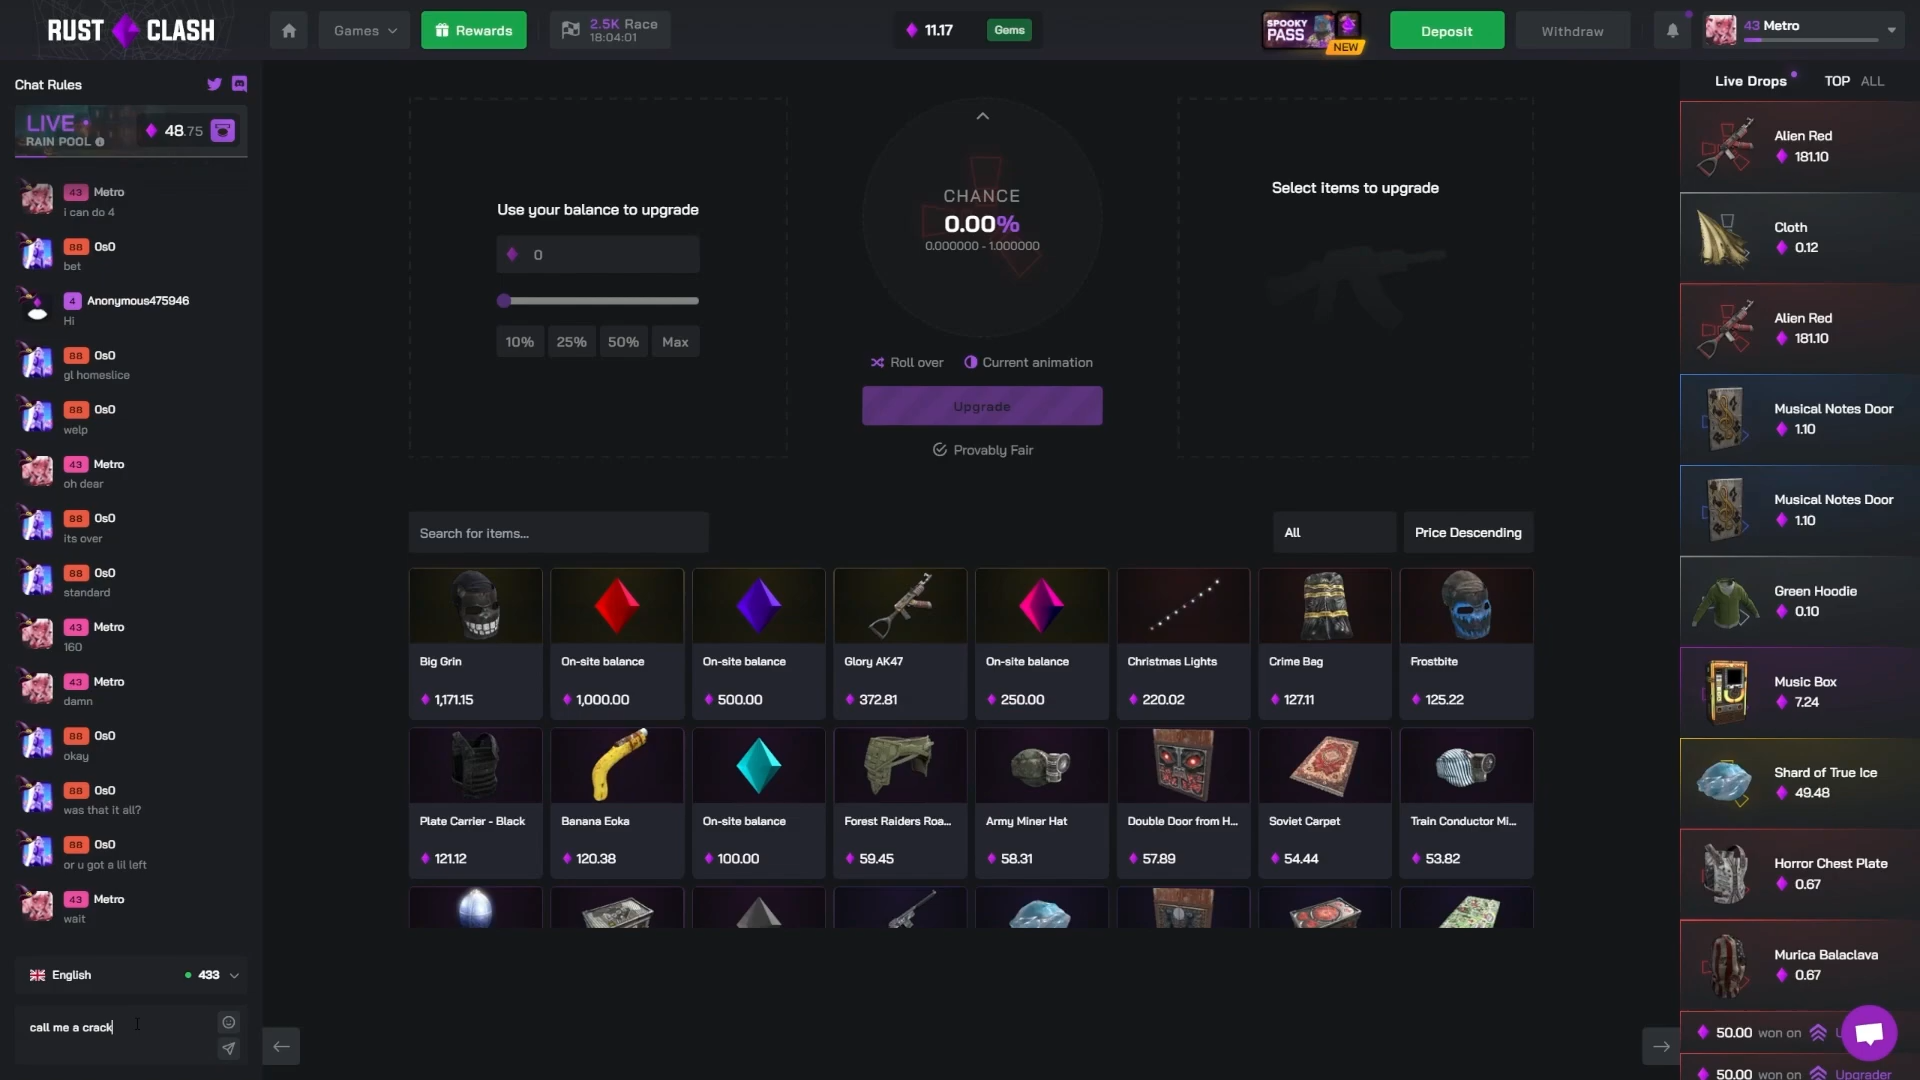 RUST CLASH
Games
Rewards
2.5K Race
18:04:01
11.17
Gems
SPOOKY
PASS
NEW
Deposit
Withdraw
43 Metro
Chat Rules
LIVE
RAIN POOL
48.75
43 Metro
i can do 4
88 OsO
bet
4 Anonymous475946
Hi
88 OsO
gl homeslice
88 OsO
welp
43 Metro
oh dear
88 OsO
its over
88 OsO
standard
43 Metro
160
43 Metro
damn
88 OsO
okay
88 OsO
was that it all?
88 OsO
or u got a lil left
43 Metro
wait
English
433
call me a crack
Use your balance to upgrade
0
10% 25% 50% Max
CHANCE
0.00%
0.000000 - 1.000000
Roll over
Current animation
Upgrade
Provably Fair
Select items to upgrade
Search for items...
All
Price Descending
Big Grin
1,171.15
On-site balance
1,000.00
On-site balance
500.00
Glory AK47
372.81
On-site balance
250.00
Christmas Lights
220.02
Crime Bag
127.11
Frostbite
125.22
Plate Carrier - Black
121.12
Banana Eoka
120.38
On-site balance
100.00
Forest Raiders Roa...
59.45
Army Miner Hat
58.31
Double Door from H...
57.89
Soviet Carpet
54.44
Train Conductor Mi...
53.82
Live Drops
TOP ALL
Alien Red
181.10
Cloth
0.12
Alien Red
181.10
Musical Notes Door
1.10
Musical Notes Door
1.10
Green Hoodie
0.10
Music Box
7.24
Shard of True Ice
49.48
Horror Chest Plate
0.67
Murica Balaclava
0.67
50.00 won on
50.00 won on Upgrader